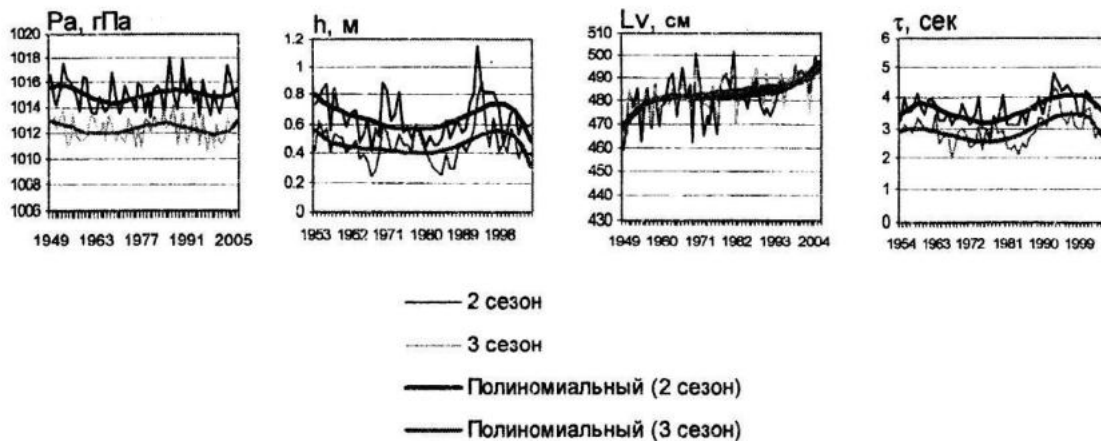 Pa, гПа
1020
1018
1016
1014
1012
1010
1008
1006
1949 1963 1977 1991 2005
h, м
1.2
1
0.8
0.6
0.4
0.2
0
1953 1962 1971 1980 1989 1998
Lv, см
500
490
480
470
460
450
440
430
1949 1960 1971 1982 1993 2004
τ, сек
6
5
4
3
2
1
0
1954 1963 1972 1981 1990 1999
2 сезон
3 сезон
Полиномиальный (2 сезон)
Полиномиальный (3 сезон)